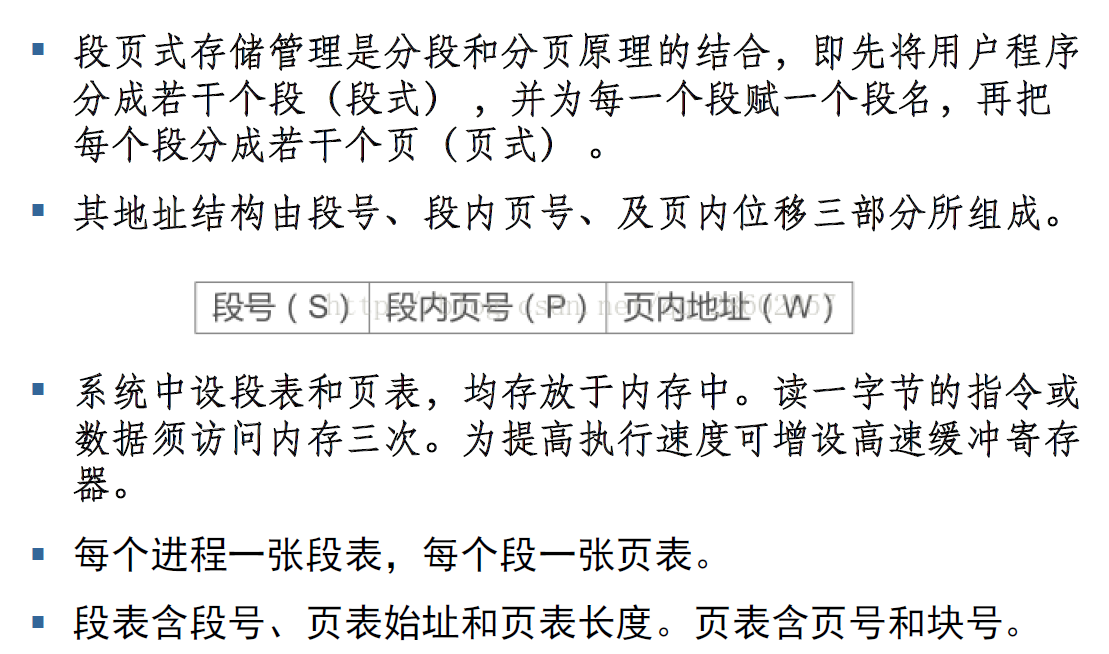 ▪ 段页式存储管理是分段和分页原理的结合，即先将用户程序
分成若干个段（段式），并为每一个段赋一个段名，再把
每个段分成若干个页（页式）。
▪ 其地址结构由段号、段内页号、及页内位移三部分所组成。
段号（S） 段内页号（P） 页内地址（W）
▪ 系统中设段表和页表，均存放于内存中。读一字节的指令或
数据须访问内存三次。为提高执行速度可增设高速缓冲寄存
器。
▪ 每个进程一张段表，每个段一张页表。
▪ 段表含段号、页表始址和页表长度。页表含页号和块号。